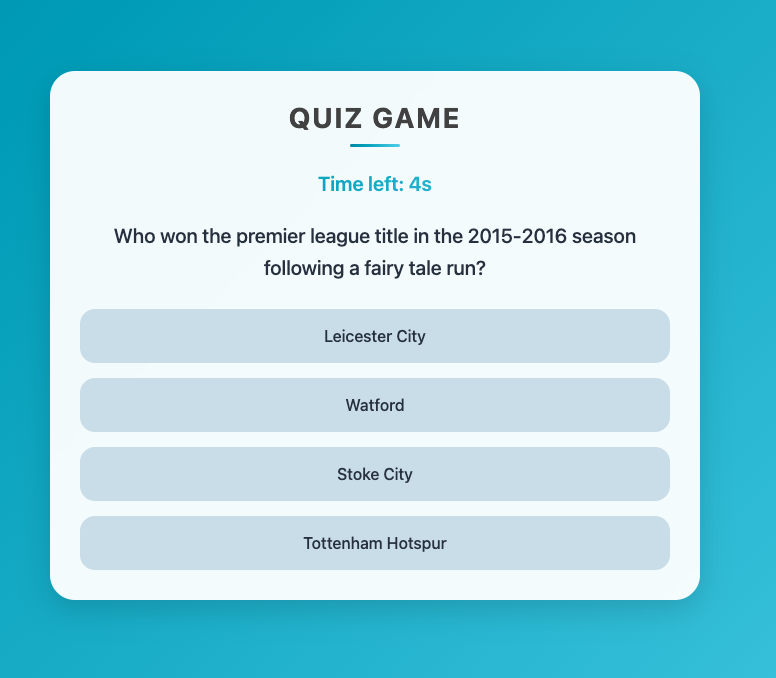 QUIZ GAME
Time left: 4s
Who won the premier league title in the 2015-2016 season
following a fairy tale run?
Leicester City
Watford
Stoke City
Tottenham Hotspur